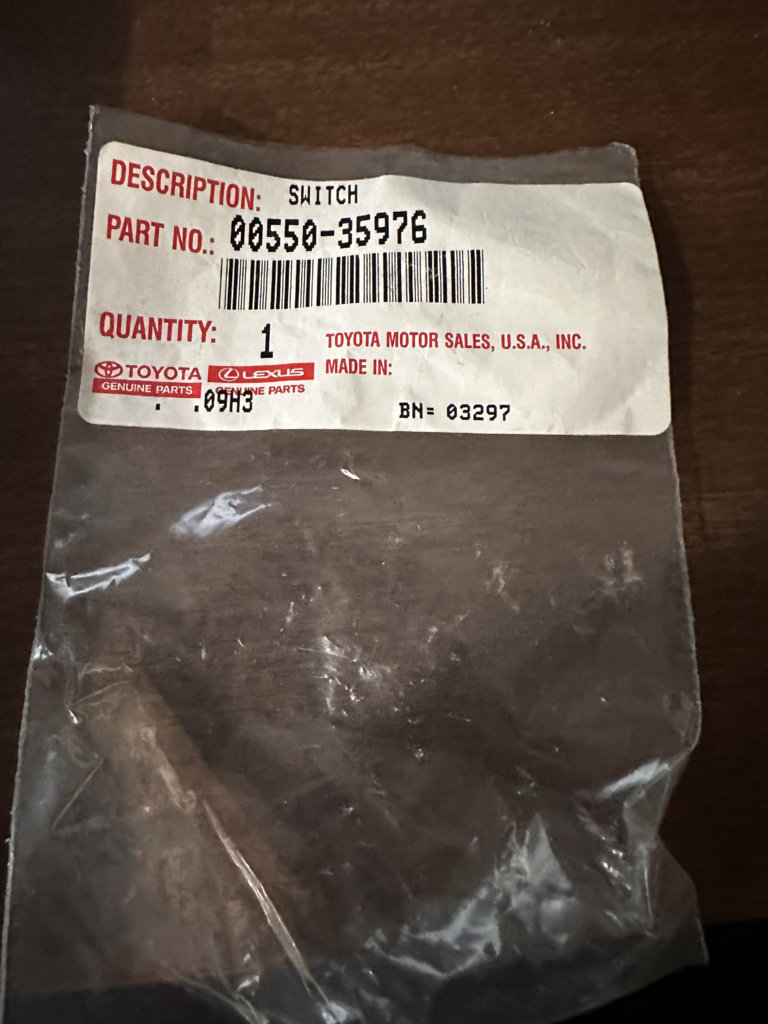 DESCRIPTION: SWITCH
PART NO.: 00550-35976
QUANTITY: 1
TOYOTA MOTOR SALES, U.S.A., INC.
MADE IN:
TOYOTA
GENUINE PARTS
LEXUS
GENUINE PARTS
. .09H3
BN= 03297